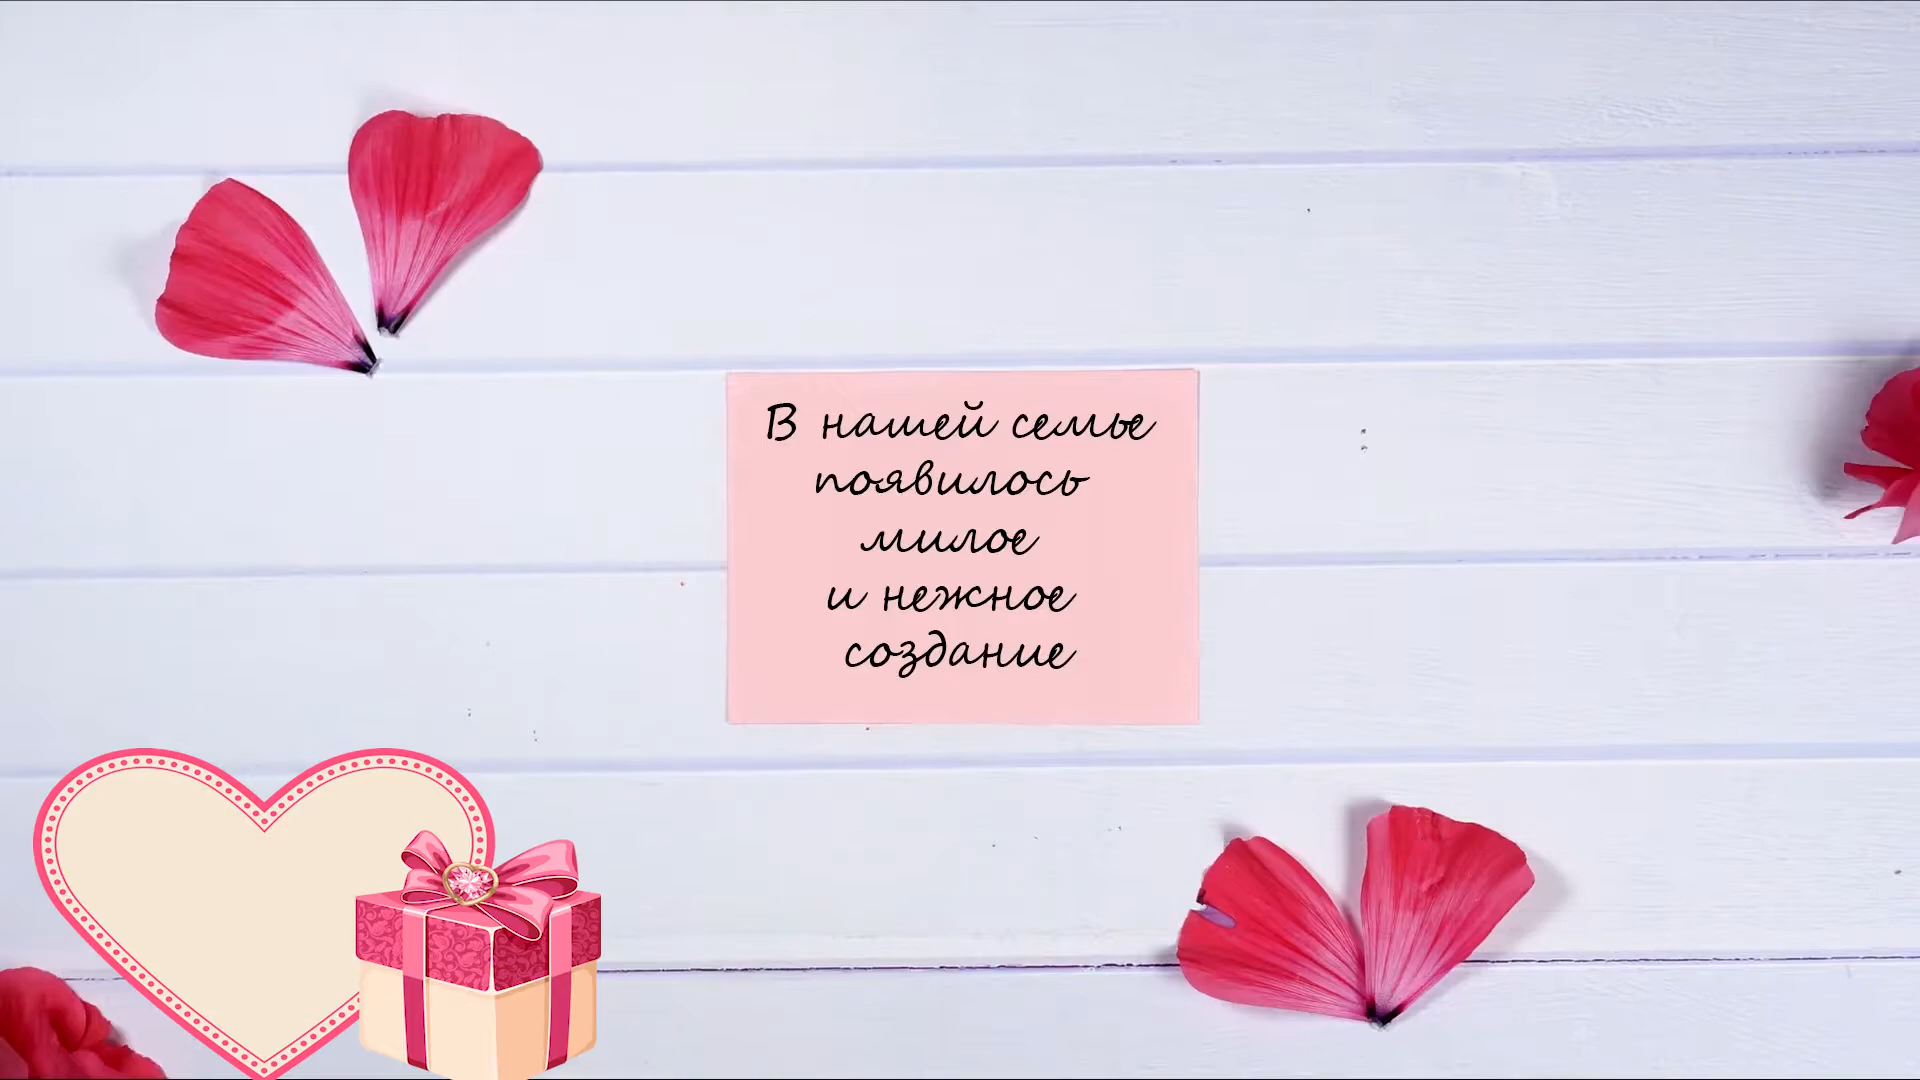 В нашей семье
появилось
милое
и нежное
создание